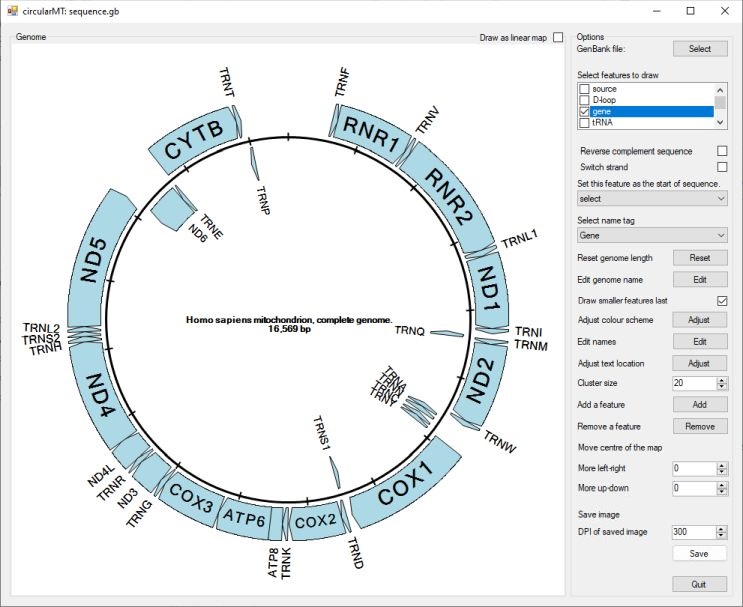 circularMT: sequence.gb
Genome
Draw as linear map
TRNT
TRNF
CYTB
RNR1
TRNV
RNR2
TRNP
TRNE
ND6
TRNL1
ND5
ND1
Homo sapiens mitochondrion, complete genome.
16,569 bp
TRNQ
TRNI
TRNM
TRNL2
TRNS2
TRNH
ND2
ND4
TRNA
TRNW
TRNS1
ND4L
TRNR
ND3
TRNG
COX1
COX3
ATP6
COX2
ATP8
TRNK
TRND
Options
GenBank file:
Select
Select features to draw
source
D-loop
gene
tRNA
Reverse complement sequence
Switch strand
Set this feature as the start of sequence.
select
Select name tag
Gene
Reset genome length
Reset
Edit genome name
Edit
Draw smaller features last
Adjust colour scheme
Adjust
Edit names
Edit
Adjust text location
Adjust
Cluster size
20
Add a feature
Add
Remove a feature
Remove
Move centre of the map
More left-right
0
More up-down
0
Save image
DPI of saved image
300
Save
Quit